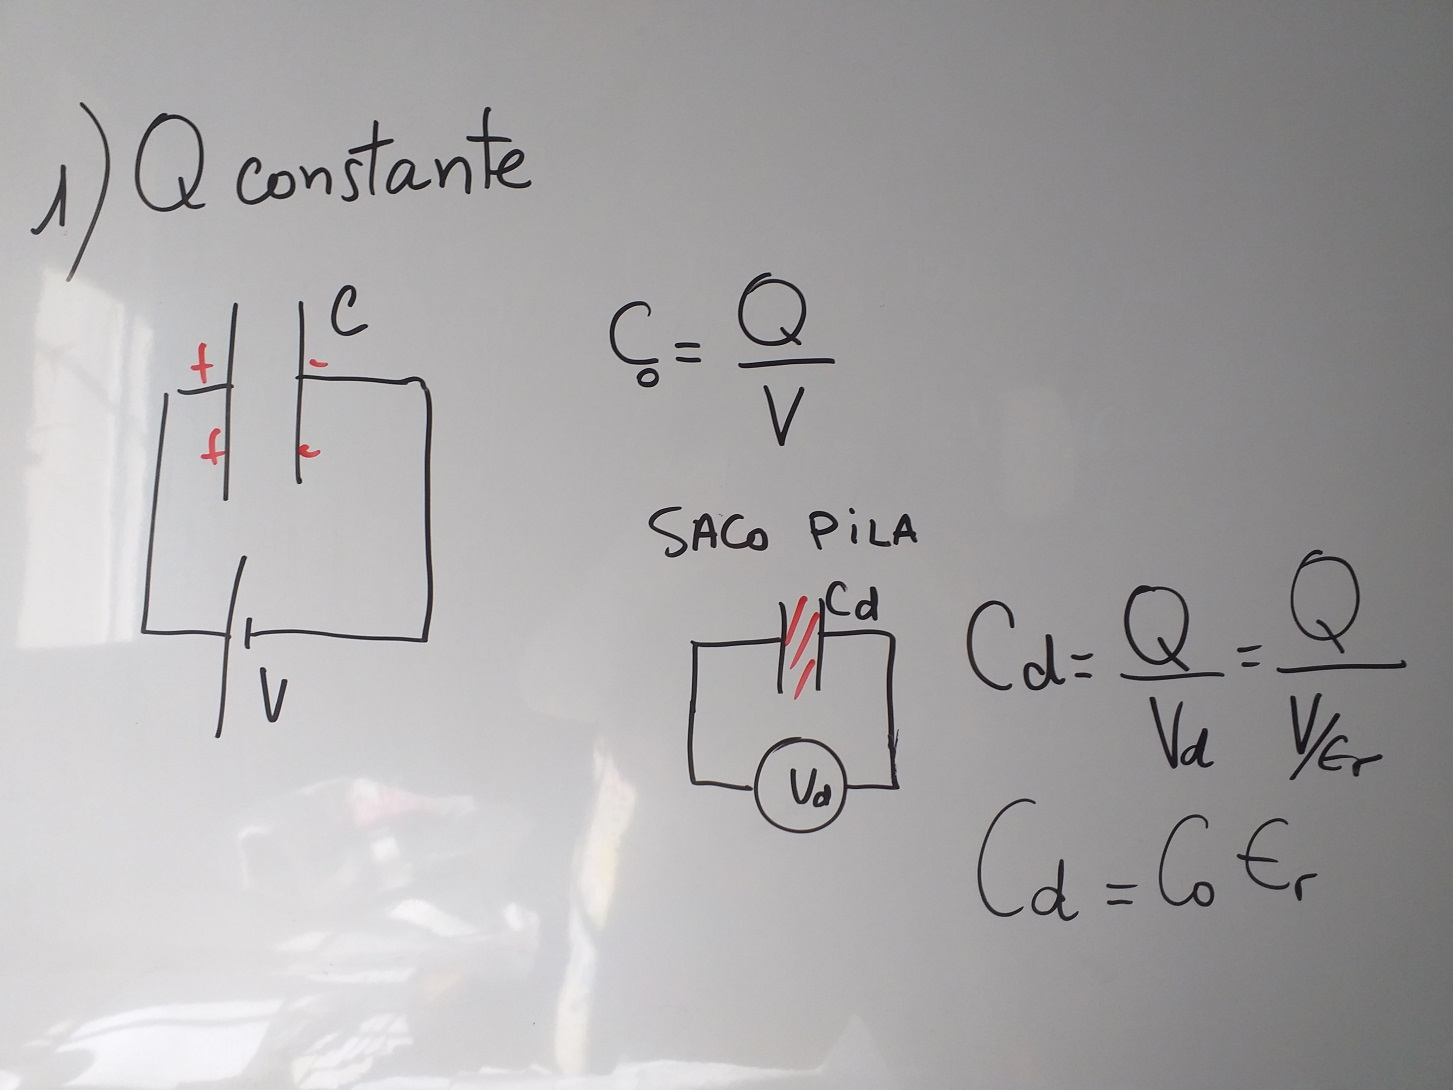 1) Q constante
C
+ -
+ -
V
C₀ = Q / V
SACO PILA
Cd
Vd
Cd = Q / Vd = Q / V/εr
Cd = C₀ εr